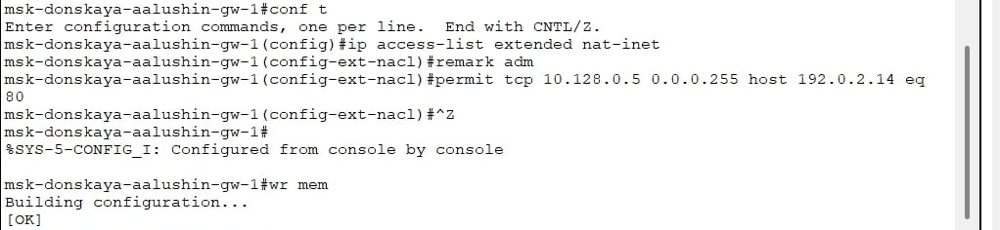 msk-donskaya-aalushin-gw-1#conf t
Enter configuration commands, one per line.  End with CNTL/Z.
msk-donskaya-aalushin-gw-1(config)#ip access-list extended nat-inet
msk-donskaya-aalushin-gw-1(config-ext-nacl)#remark adm
msk-donskaya-aalushin-gw-1(config-ext-nacl)#permit tcp 10.128.0.5 0.0.0.255 host 192.0.2.14 eq
80
msk-donskaya-aalushin-gw-1(config-ext-nacl)#^Z
msk-donskaya-aalushin-gw-1#
%SYS-5-CONFIG_I: Configured from console by console

msk-donskaya-aalushin-gw-1#wr mem
Building configuration...
[OK]